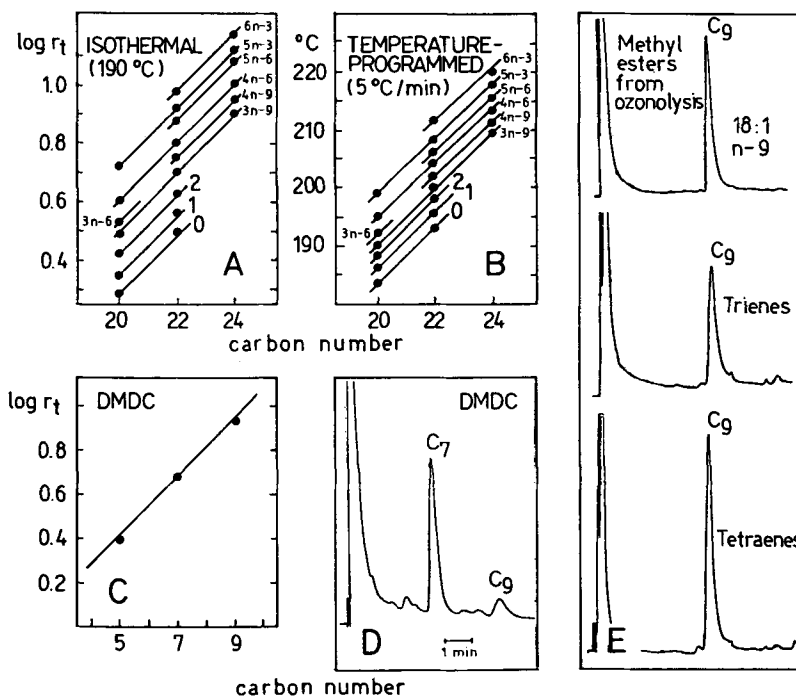 log rt
ISOTHERMAL
(190 °C)
6n-3
5n-3
5n-6
4n-6
4n-9
3n-9
3n-6
2
1
0
A
1.0
0.8
0.6
0.4
20 22 24
°C
TEMPERATURE-
PROGRAMMED
(5 °C/min)
6n-3
5n-3
5n-6
4n-6
4n-9
3n-9
3n-6
2
1
0
B
220
210
200
190
20 22 24
carbon number
log rt
DMDC
0.8
0.6
0.4
0.2
C
5 7 9
carbon number
DMDC
C7
C9
D
1 min
Methyl
esters
from
ozonolysis
C9
18:1
n-9
C9
Trienes
C9
Tetraenes
E